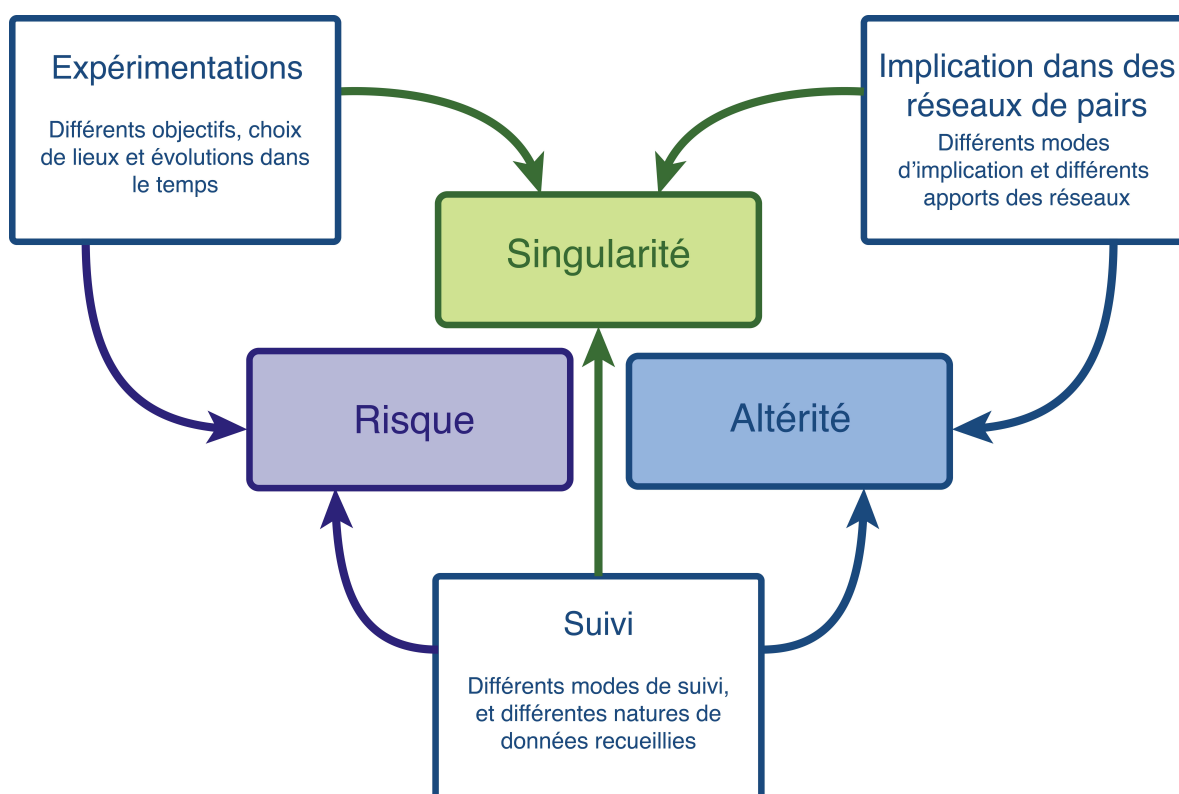 Expérimentations
Différents objectifs, choix
de lieux et évolutions dans
le temps
Implication dans des
réseaux de pairs
Différents modes
d’implication et différents
apports des réseaux
Singularité
Risque
Altérité
Suivi
Différents modes de suivi,
et différentes natures de
données recueillies